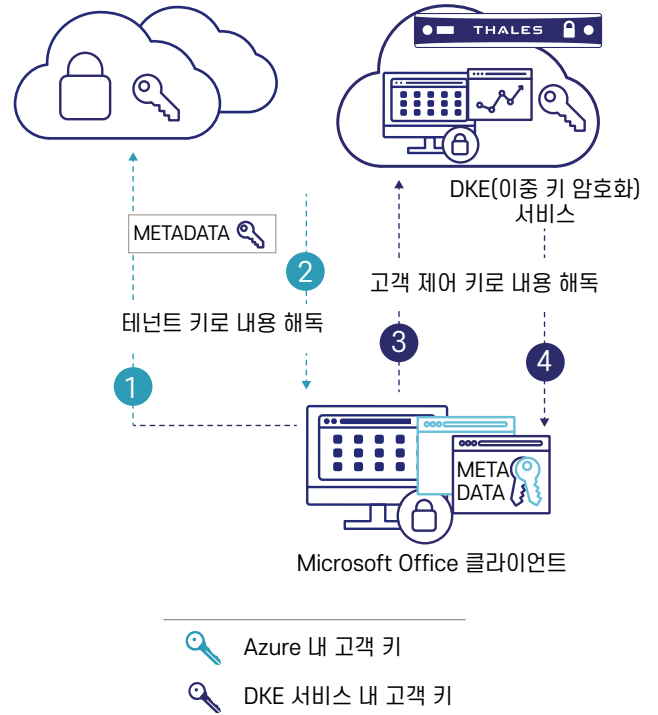 THALES
DKE(이중 키 암호화)
서비스
METADATA
2
고객 제어 키로 내용 해독
테넌트 키로 내용 해독
3
4
1
META
DATA
Microsoft Office 클라이언트
Azure 내 고객 키
DKE 서비스 내 고객 키